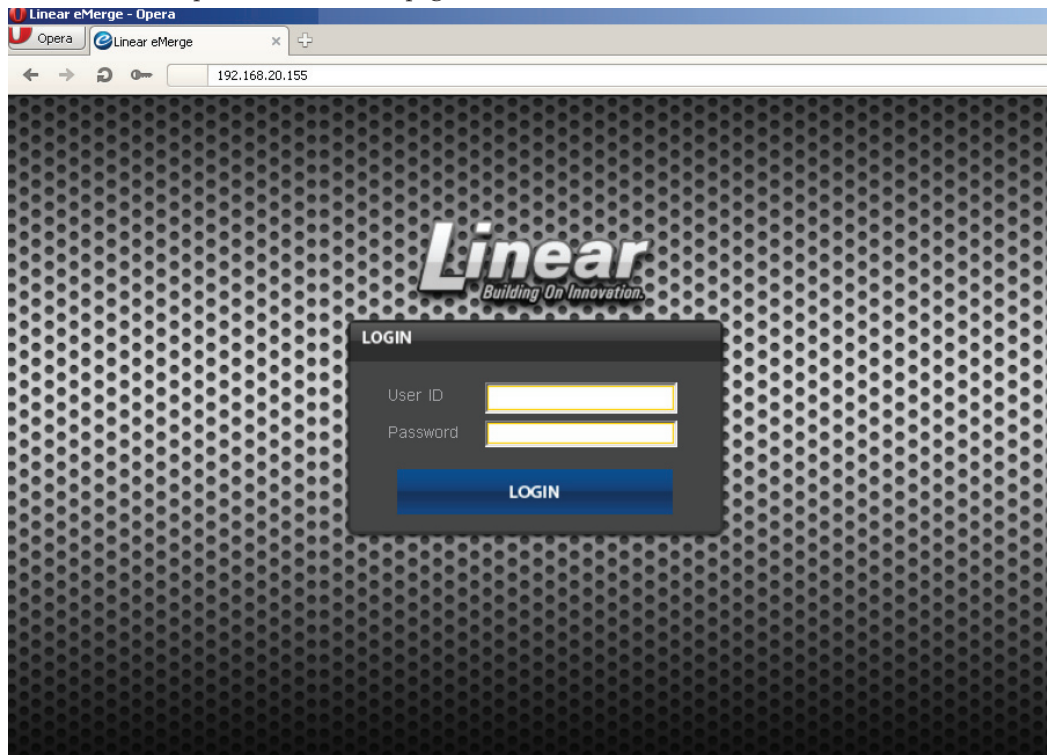 Linear eMerge - Opera
Opera
Linear eMerge
192.168.20.155
Linear
Building On Innovation.
LOGIN
User ID
Password
LOGIN